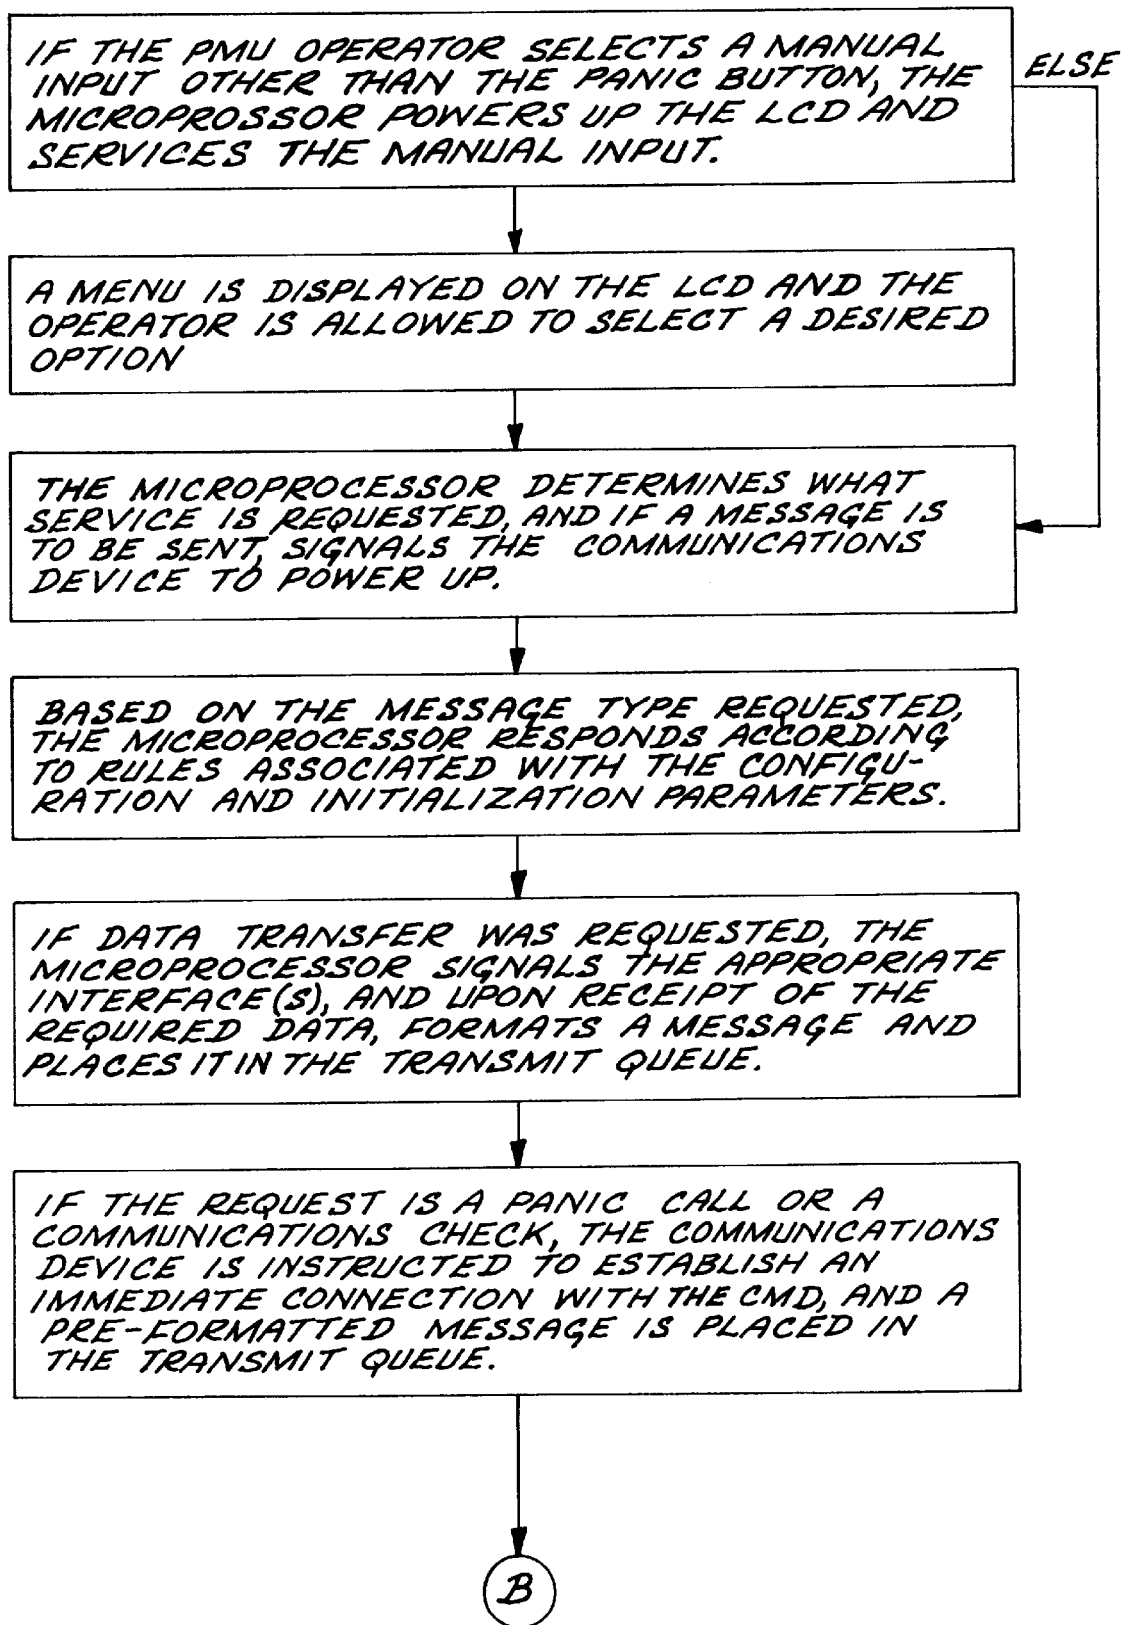 IF THE PMU OPERATOR SELECTS A MANUAL
INPUT OTHER THAN THE PANIC BUTTON, THE
MICROPROSSOR POWERS UP THE LCD AND
SERVICES THE MANUAL INPUT.
ELSE
A MENU IS DISPLAYED ON THE LCD AND THE
OPERATOR IS ALLOWED TO SELECT A DESIRED
OPTION
THE MICROPROCESSOR DETERMINES WHAT
SERVICE IS REQUESTED, AND IF A MESSAGE IS
TO BE SENT, SIGNALS THE COMMUNICATIONS
DEVICE TO POWER UP.
BASED ON THE MESSAGE TYPE REQUESTED,
THE MICROPROCESSOR RESPONDS ACCORDING
TO RULES ASSOCIATED WITH THE CONFIGU-
RATION AND INITIALIZATION PARAMETERS.
IF DATA TRANSFER WAS REQUESTED, THE
MICROPROCESSOR SIGNALS THE APPROPRIATE
INTERFACE(S), AND UPON RECEIPT OF THE
REQUIRED DATA, FORMATS A MESSAGE AND
PLACES IT IN THE TRANSMIT QUEUE.
IF THE REQUEST IS A PANIC CALL OR A
COMMUNICATIONS CHECK, THE COMMUNICATIONS
DEVICE IS INSTRUCTED TO ESTABLISH AN
IMMEDIATE CONNECTION WITH THE CMD, AND A
PRE-FORMATTED MESSAGE IS PLACED IN
THE TRANSMIT QUEUE.
B